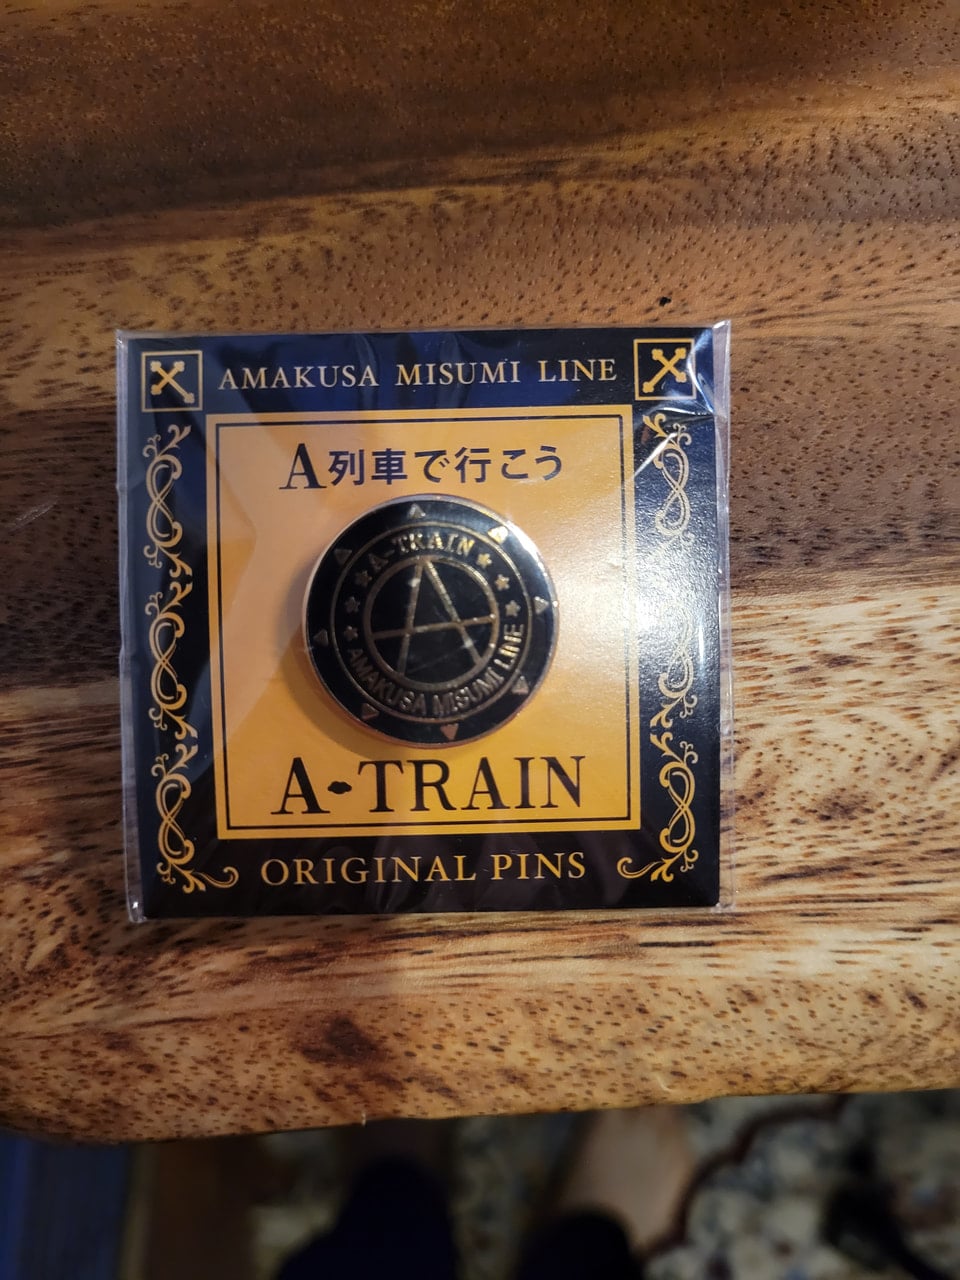 AMAKUSA MISUMI LINE
A列車で行こう
A-TRAIN
A
AMAKUSA MISUMI LINE
A-TRAIN
ORIGINAL PINS